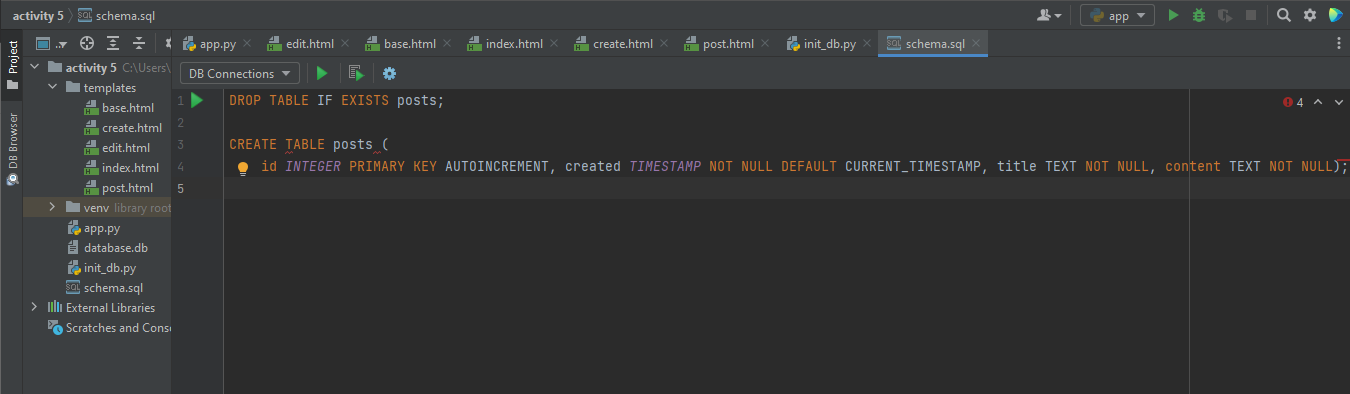 activity 5 schema.sql app
Project
app.py edit.html base.html index.html create.html post.html init_db.py schema.sql
activity 5 C:\Users\
templates
base.html
create.html
edit.html
index.html
post.html
venv library root
app.py
database.db
init_db.py
schema.sql
External Libraries
Scratches and Conso
DB Browser
DB Connections
1 DROP TABLE IF EXISTS posts;
4
2
3 CREATE TABLE posts (
4 id INTEGER PRIMARY KEY AUTOINCREMENT, created TIMESTAMP NOT NULL DEFAULT CURRENT_TIMESTAMP, title TEXT NOT NULL, content TEXT NOT NULL);
5